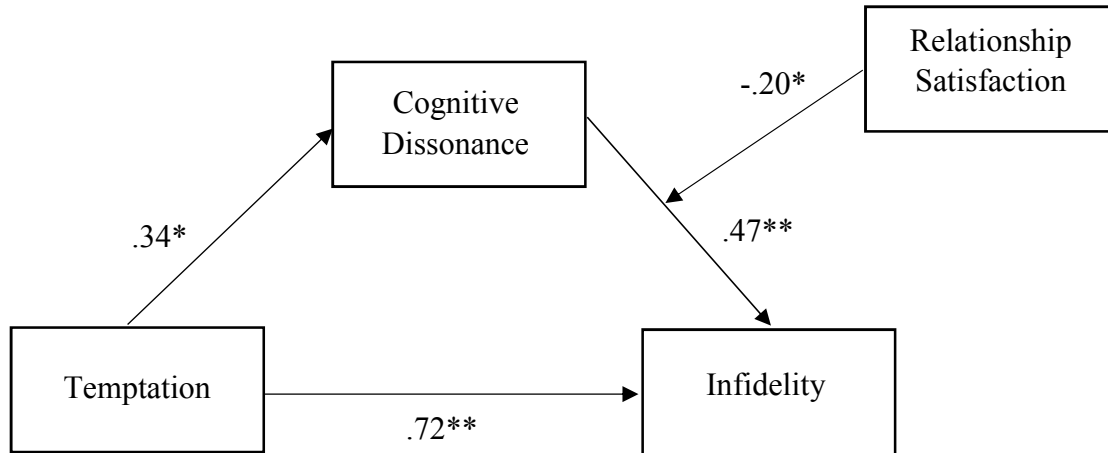 Relationship
Satisfaction
-.20*
Cognitive
Dissonance
.34*
.47**
Temptation
Infidelity
.72**